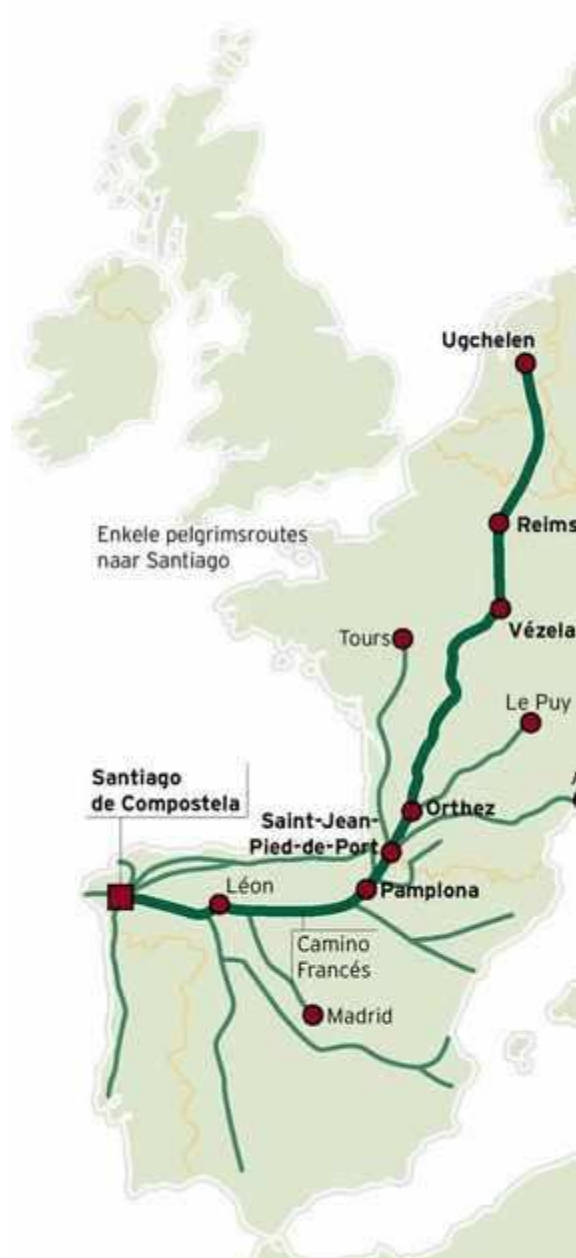 Ugchelen
Enkele pelgrimsroutes
naar Santiago
Reims
Vézela
Tours
Le Puy
Santiago
de Compostela
Orthez
Saint-Jean-
Pied-de-Port
Léon
Pamplona
Camino
Francés
Madrid